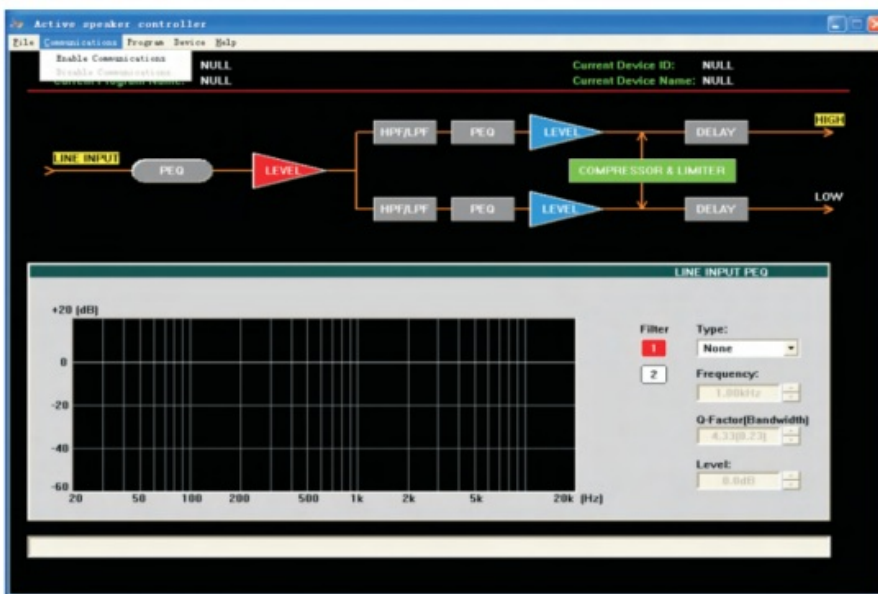 Active speaker controller
File Communications Program Device Help
Enable Communications
Disable Communications
NULL
Current Program Name: NULL
Current Device ID: NULL
Current Device Name: NULL
HIGH
HPF/LPF PEQ LEVEL DELAY
LINE INPUT
PEQ LEVEL COMPRESSOR & LIMITER
LOW
HPF/LPF PEQ LEVEL DELAY
LINE INPUT PEQ
+20 (dB)
0
-20
-40
-60
20 50 100 200 500 1k 2k 5k 20k (Hz)
Filter
1
2
Type:
None
Frequency:
1.00kHz
Q-Factor(Bandwidth)
4.33(0.23)
Level:
0.0dB